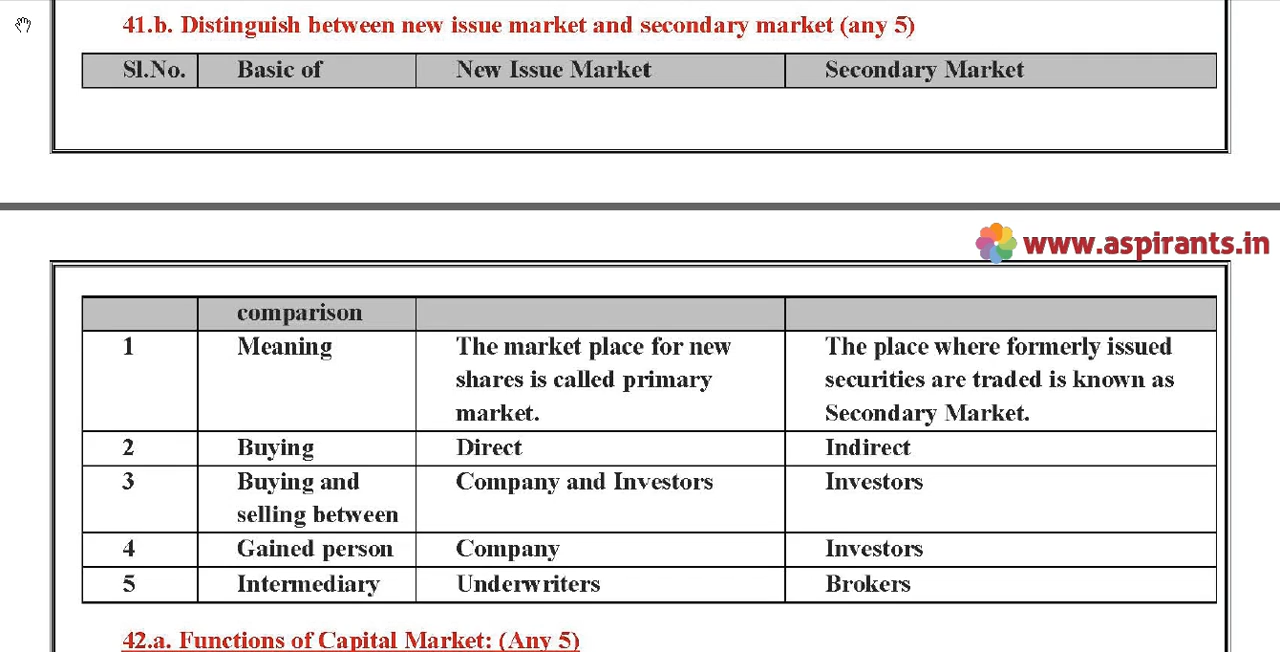 41.b. Distinguish between new issue market and secondary market (any 5)
Sl.No. Basic of New Issue Market Secondary Market
www.aspirants.in
comparison
1 Meaning The market place for new The place where formerly issued
shares is called primary securities are traded is known as
market. Secondary Market.
2 Buying Direct Indirect
3 Buying and Company and Investors Investors
selling between
4 Gained person Company Investors
5 Intermediary Underwriters Brokers
42.a. Functions of Capital Market: (Any 5)